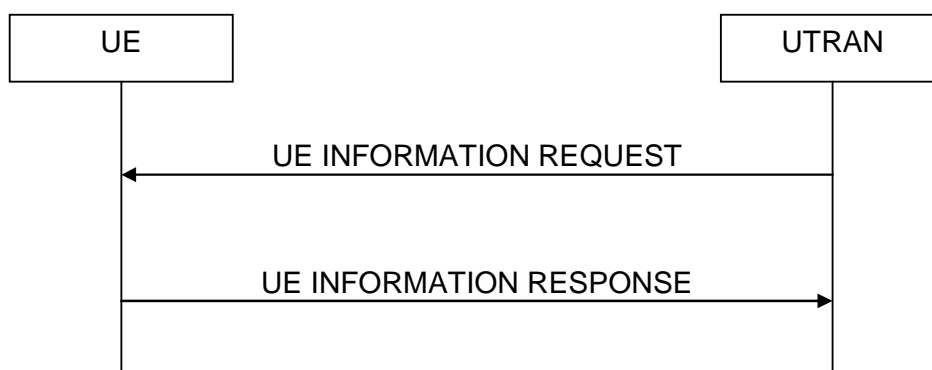 UE
UTRAN
UE INFORMATION REQUEST
UE INFORMATION RESPONSE